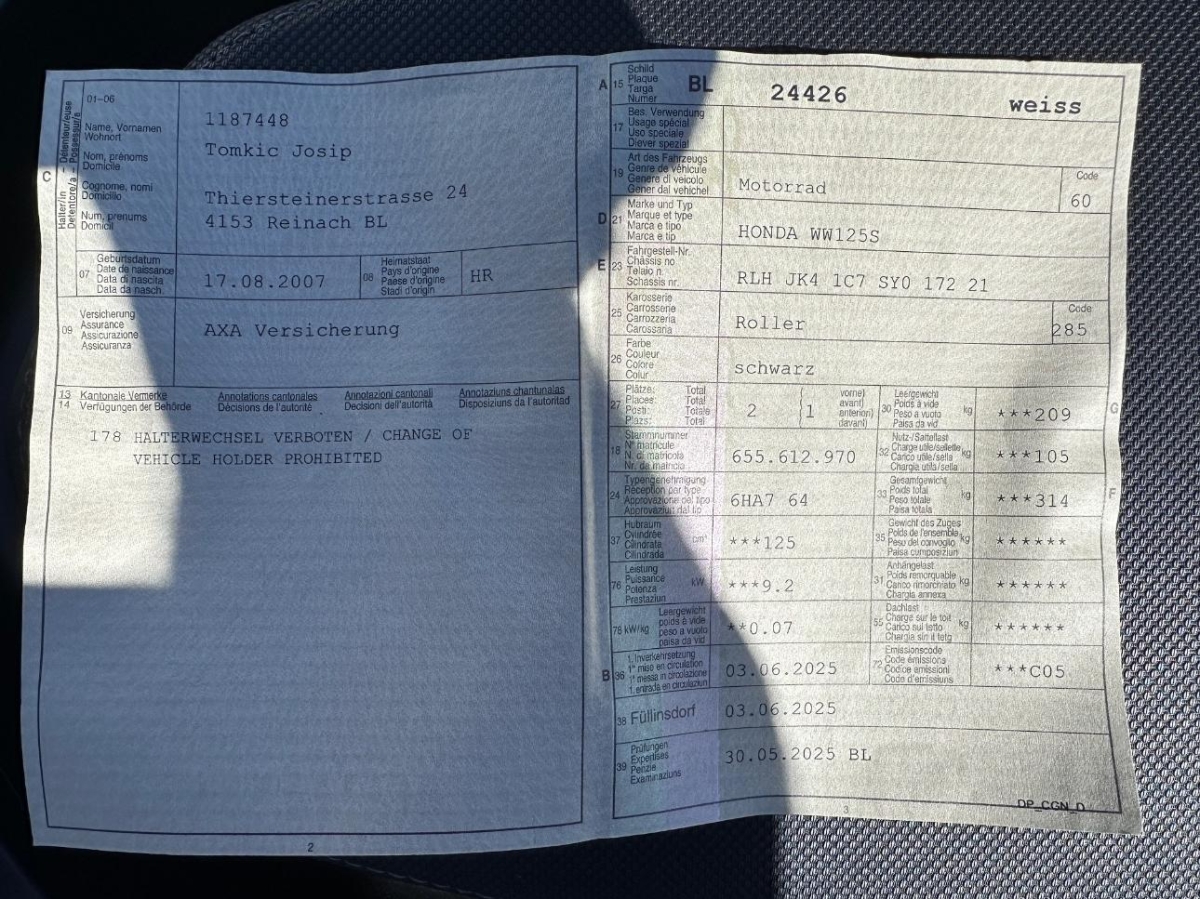 C
Halter/in – Détenteur/euse
Detentore/a – Possessur/a
01–06
Name, Vornamen
Wohnort
Nom, prénoms
Domicile
Cognome, nomi
Domicilio
Num, prenums
Domicil
1187448
Tomkic Josip
Thiersteinerstrasse 24
4153 Reinach BL
07
Geburtsdatum
Date de naissance
Data di nascita
Data da nasch.
17.08.2007
08
Heimatstaat
Pays d'origine
Paese d'origine
Stadi d'origin
HR
09
Versicherung
Assurance
Assicurazione
Assicuranza
AXA Versicherung
13 Kantonale Vermerke Annotations cantonales Annotazioni cantonali Annotaziuns chantunalas
14 Verfügungen der Behörde Décisions de l'autorité Decisioni dell'autorità Disposiziuns da l'autoritad
178 HALTERWECHSEL VERBOTEN / CHANGE OF
VEHICLE HOLDER PROHIBITED
2
A 15
Schild
Plaque
Targa
Numer
BL 24426 weiss
17
Bes. Verwendung
Usage spécial
Uso speciale
Diever spezial
19
Art des Fahrzeugs
Genre de véhicule
Genere di veicolo
Gener dal vehichel
Motorrad
Code
60
D 21
Marke und Typ
Marque et type
Marca e tipo
Marca e tip
HONDA WW125S
E 23
Fahrgestell-Nr.
Châssis no
Telaio n.
Schassis nr.
RLH JK4 1C7 SY0 172 21
25
Karosserie
Carrosserie
Carrozzeria
Carossaria
Roller
Code
285
26
Farbe
Couleur
Colore
Colur
schwarz
27
Plätze: Total
Places: Total
Posti: Totale
Plazs: Total
2 (1
vorne)
avant)
anteriori)
davant)
30
Leergewicht
Poids à vide
Peso a vuoto
Paisa da vid
kg
***209
G
18
Stammnummer
N° matricule
N. di matricola
Nr. da matricla
655.612.970
32
Nutz-/Sattellast
Charge utile/sellette
Carico utile/sella
Chargia utila/sella
kg
***105
24
Typengenehmigung
Réception par type
Approvazione del tipo
Approvaziun dal tip
6HA7 64
33
Gesamtgewicht
Poids total
Peso totale
Paisa totala
kg
***314
F
37
Hubraum
Cylindrée
Cilindrata
Cilindrada
cm³
***125
35
Gewicht des Zuges
Poids de l'ensemble
Peso del convoglio
Paisa cumposiziun
kg
******
76
Leistung
Puissance
Potenza
Prestaziun
kW
***9.2
31
Anhängelast
Poids remorquable
Carico rimorchiato
Chargia annexa
kg
******
78 kW/kg
Leergewicht
poids à vide
peso a vuoto
paisa da vid
**0.07
55
Dachlast
Charge sur le toit
Carico sul tetto
Chargia sin il tetg
kg
******
B 36
1. Inverkehrsetzung
1re mise en circulation
1a messa in circolazione
1. entrada en circulaziun
03.06.2025
72
Emissionscode
Code émissions
Codice emissioni
Code d'emissiuns
***C05
38 Füllinsdorf
03.06.2025
39
Prüfungen
Expertises
Perizie
Examinaziuns
30.05.2025 BL
3
DP_CGN_D